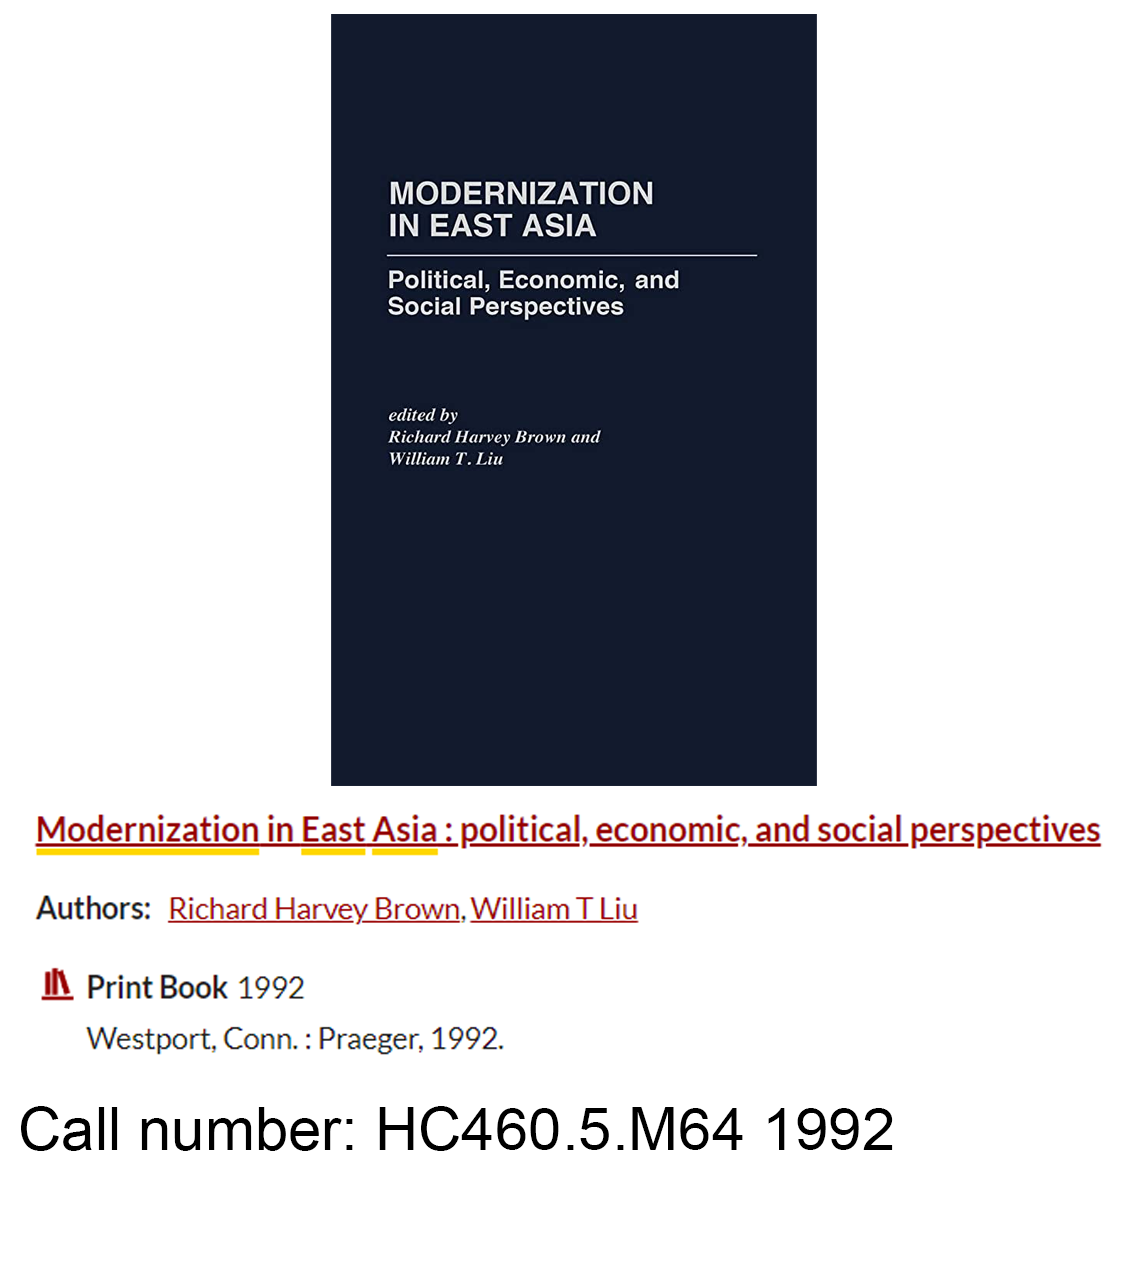 MODERNIZATION
IN EAST ASIA
Political, Economic, and
Social Perspectives
edited by
Richard Harvey Brown and
William T. Liu
Modernization in East Asia : political, economic, and social perspectives
Authors: Richard Harvey Brown, William T Liu
Print Book 1992
Westport, Conn. : Praeger, 1992.
Call number: HC460.5.M64 1992